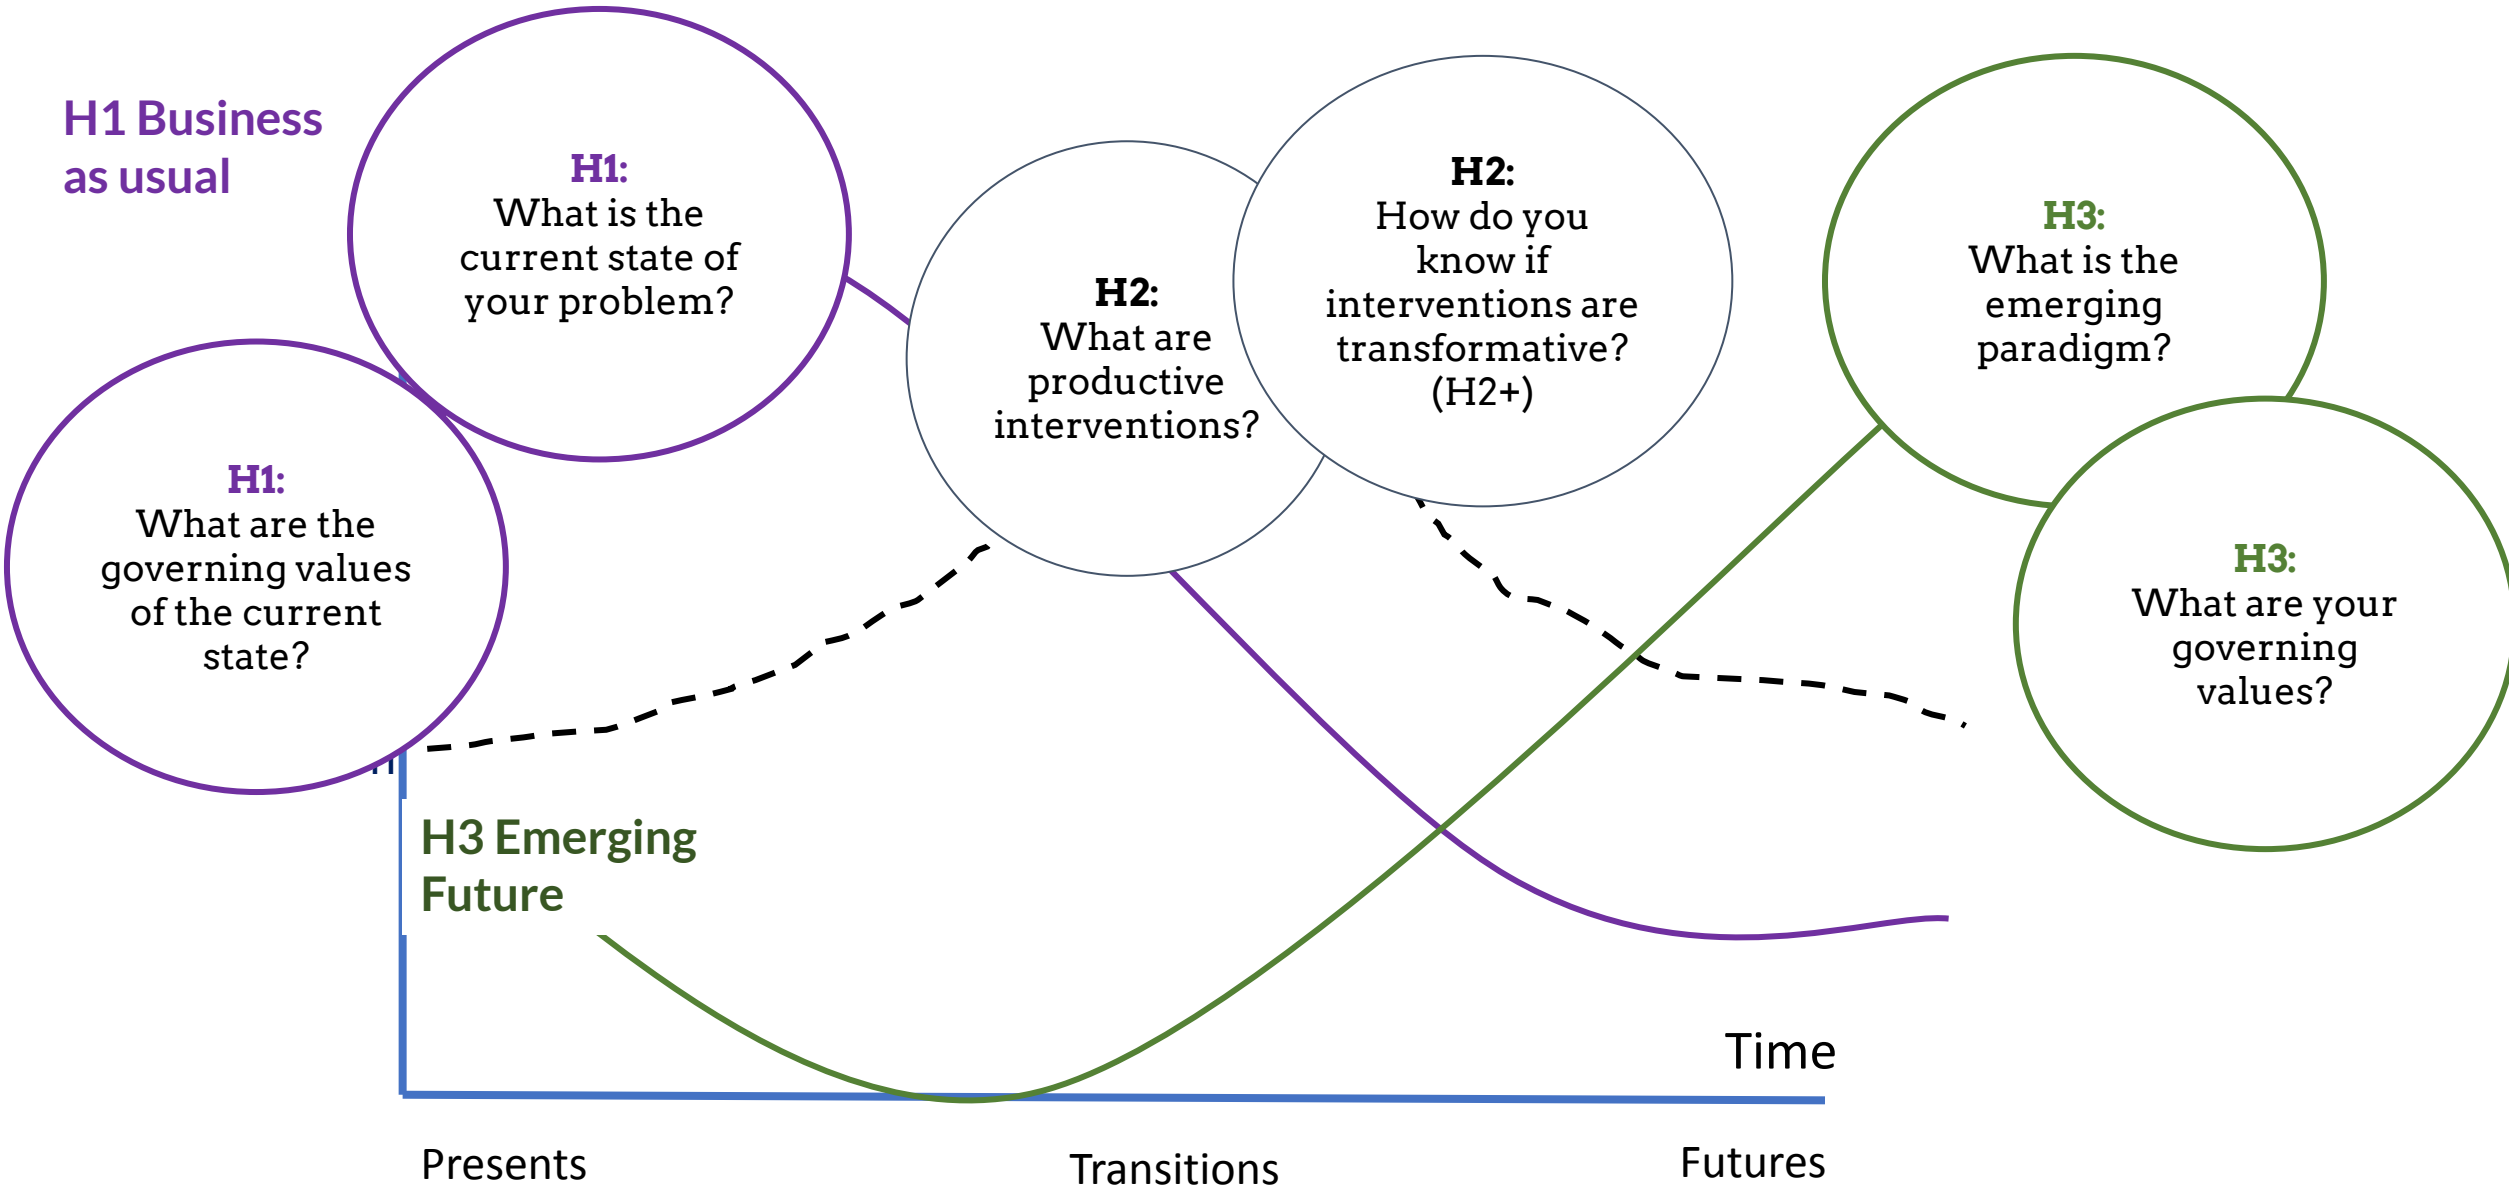 H1 Business
as usual
H1:
What is the
current state of
your problem?
H1:
What are the
governing values
of the current
state?
H2:
What are
productive
interventions?
H2:
How do you
know if
interventions are
transformative?
(H2+)
H3:
What is the
emerging
paradigm?
H3:
What are your
governing
values?
H3 Emerging
Future
Time
Presents
Transitions
Futures